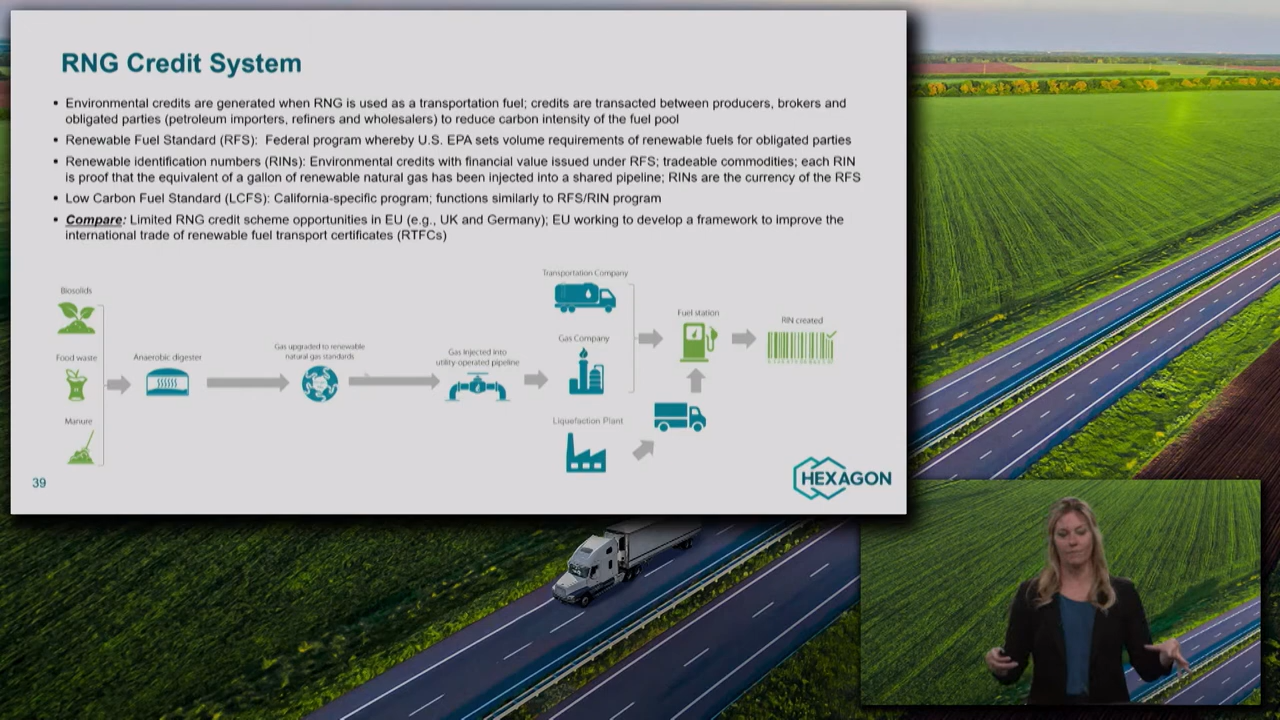 RNG Credit System
• Environmental credits are generated when RNG is used as a transportation fuel; credits are transacted between producers, brokers and
obligated parties (petroleum importers, refiners and wholesalers) to reduce carbon intensity of the fuel pool
• Renewable Fuel Standard (RFS): Federal program whereby U.S. EPA sets volume requirements of renewable fuels for obligated parties
• Renewable identification numbers (RINs): Environmental credits with financial value issued under RFS; tradeable commodities; each RIN
is proof that the equivalent of a gallon of renewable natural gas has been injected into a shared pipeline; RINs are the currency of the RFS
• Low Carbon Fuel Standard (LCFS): California-specific program; functions similarly to RFS/RIN program
• Compare: Limited RNG credit scheme opportunities in EU (e.g., UK and Germany); EU working to develop a framework to improve the
international trade of renewable fuel transport certificates (RTFCs)
Transportation Company
Biosolids
Fuel station
RIN created
Gas Company
Gas upgraded to renewable
natural gas standards
Gas Injected into
utility-operated pipeline
Food waste
Anaerobic digester
Manure
Liquefaction Plant
39
HEXAGON